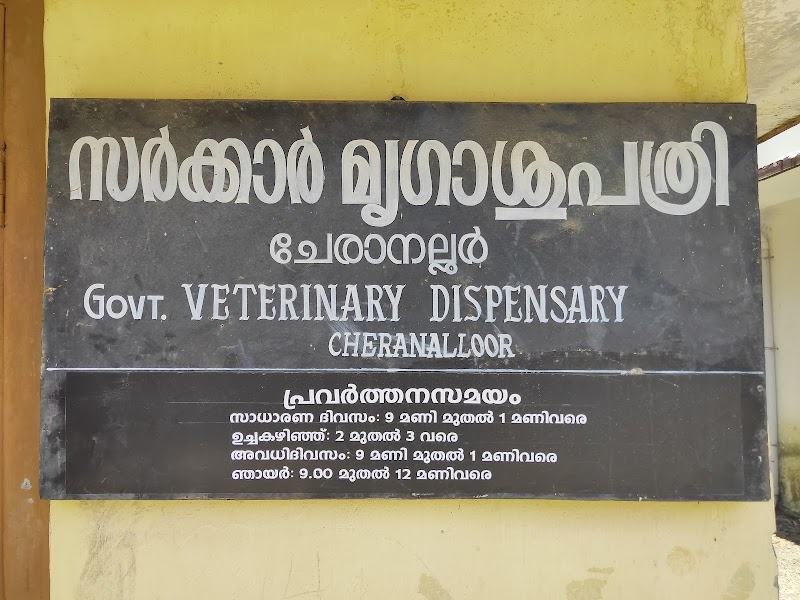 സർക്കാർ മൃഗാശുപത്രി
ചേരാനല്ലൂർ
GOVT. VETERINARY DISPENSARY
CHERANALLOOR
പ്രവർത്തനസമയം
സാധാരണ ദിവസം: 9 മണി മുതൽ 1 മണിവരെ
ഉച്ചകഴിഞ്ഞ്: 2 മുതൽ 3 വരെ
അവധിദിവസം: 9 മണി മുതൽ 1 മണിവരെ
ഞായർ: 9.00 മുതൽ 12 മണിവരെ